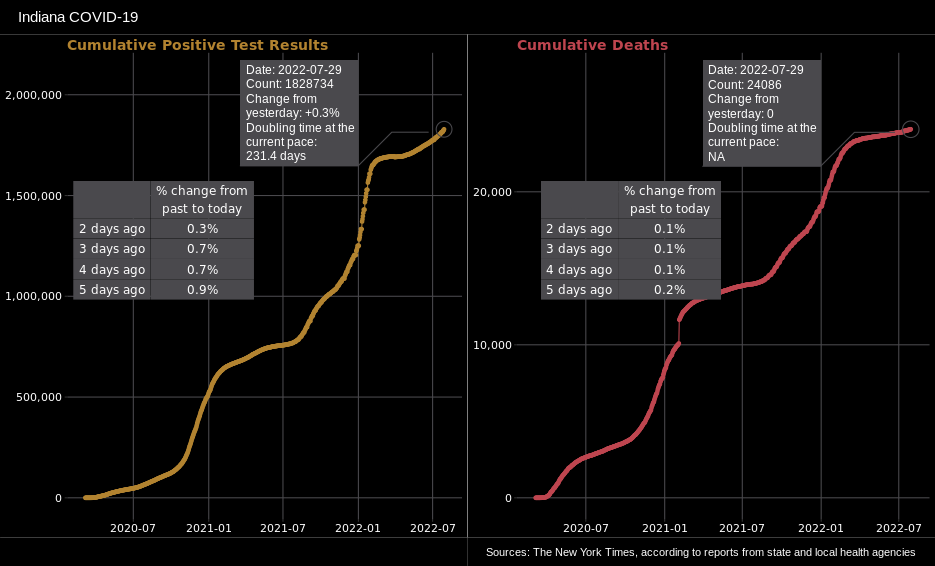 Indiana COVID-19
Cumulative Positive Test Results
Date: 2022-07-29
Count: 1828734
Change from
yesterday: +0.3%
Doubling time at the
current pace:
231.4 days
2,000,000
1,500,000
1,000,000
500,000
0
% change from
past to today
2 days ago 0.3%
3 days ago 0.7%
4 days ago 0.7%
5 days ago 0.9%
2020-07 2021-01 2021-07 2022-01 2022-07
Cumulative Deaths
Date: 2022-07-29
Count: 24086
Change from
yesterday: 0
Doubling time at the
current pace:
NA
20,000
10,000
0
% change from
past to today
2 days ago 0.1%
3 days ago 0.1%
4 days ago 0.1%
5 days ago 0.2%
2020-07 2021-01 2021-07 2022-01 2022-07
Sources: The New York Times, according to reports from state and local health agencies